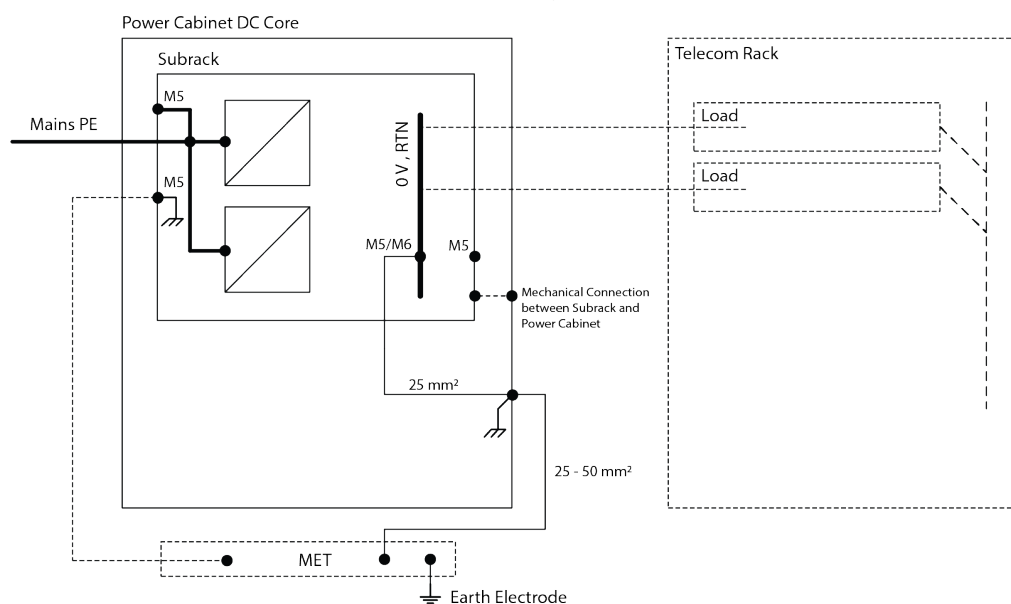 Power Cabinet DC Core
Subrack
Telecom Rack
M5
Mains PE
0 V , RTN
Load
Load
M5
M5/M6
M5
Mechanical Connection
between Subrack and
Power Cabinet
25 mm²
25 - 50 mm²
MET
Earth Electrode